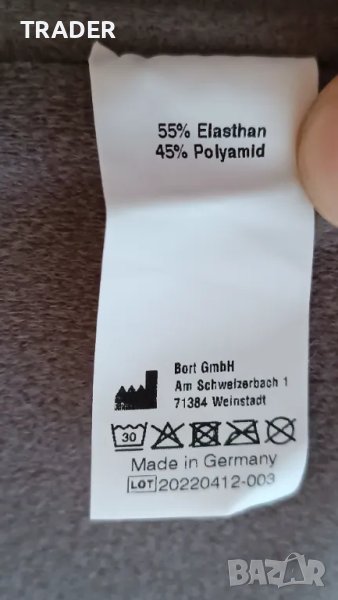 TRADER
55% Elasthan
45% Polyamid
Bort GmbH
Am Schweizerbach 1
71384 Weinstadt
30
Made in Germany
LOT 20220412-003
BAZAR